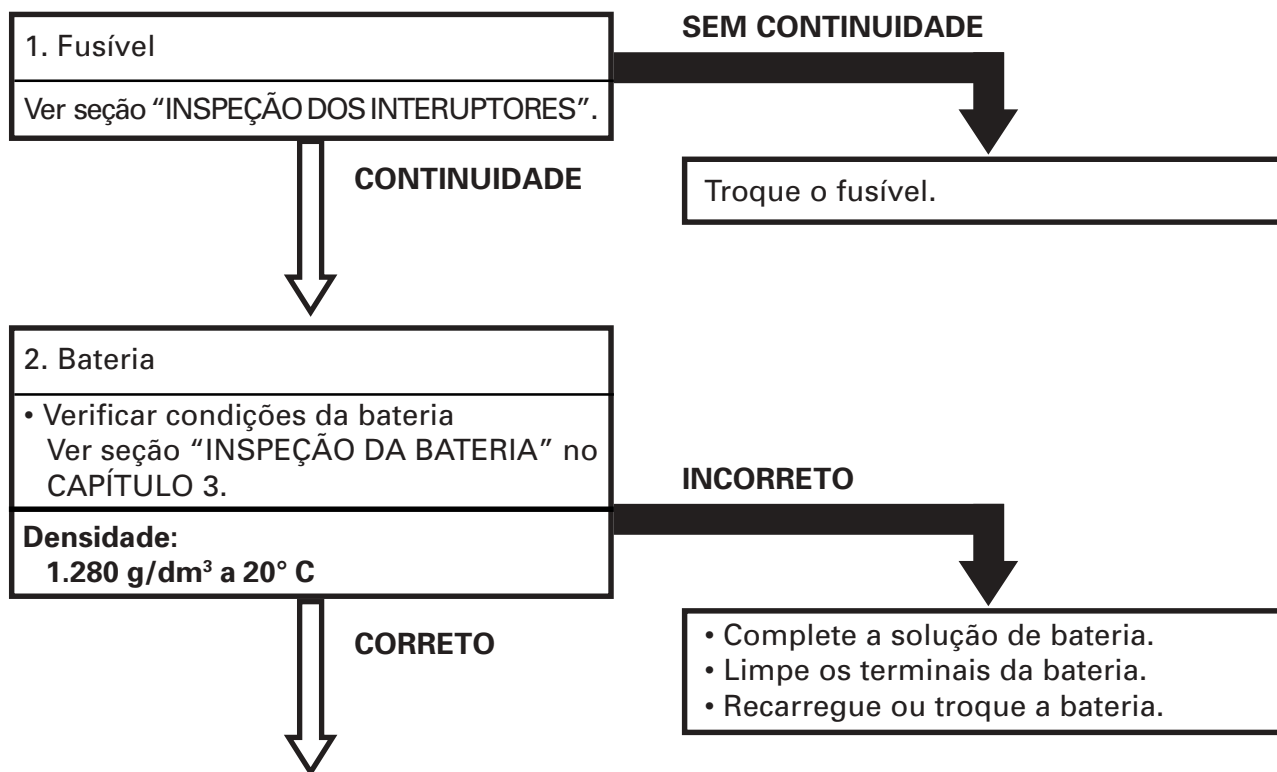 1. Fusível
Ver seção “INSPEÇÃO DOS INTERUPTORES”.
SEM CONTINUIDADE
CONTINUIDADE
Troque o fusível.
2. Bateria
• Verificar condições da bateria
Ver seção “INSPEÇÃO DA BATERIA” no
CAPÍTULO 3.
Densidade:
1.280 g/dm³ a 20° C
INCORRETO
CORRETO
• Complete a solução de bateria.
• Limpe os terminais da bateria.
• Recarregue ou troque a bateria.